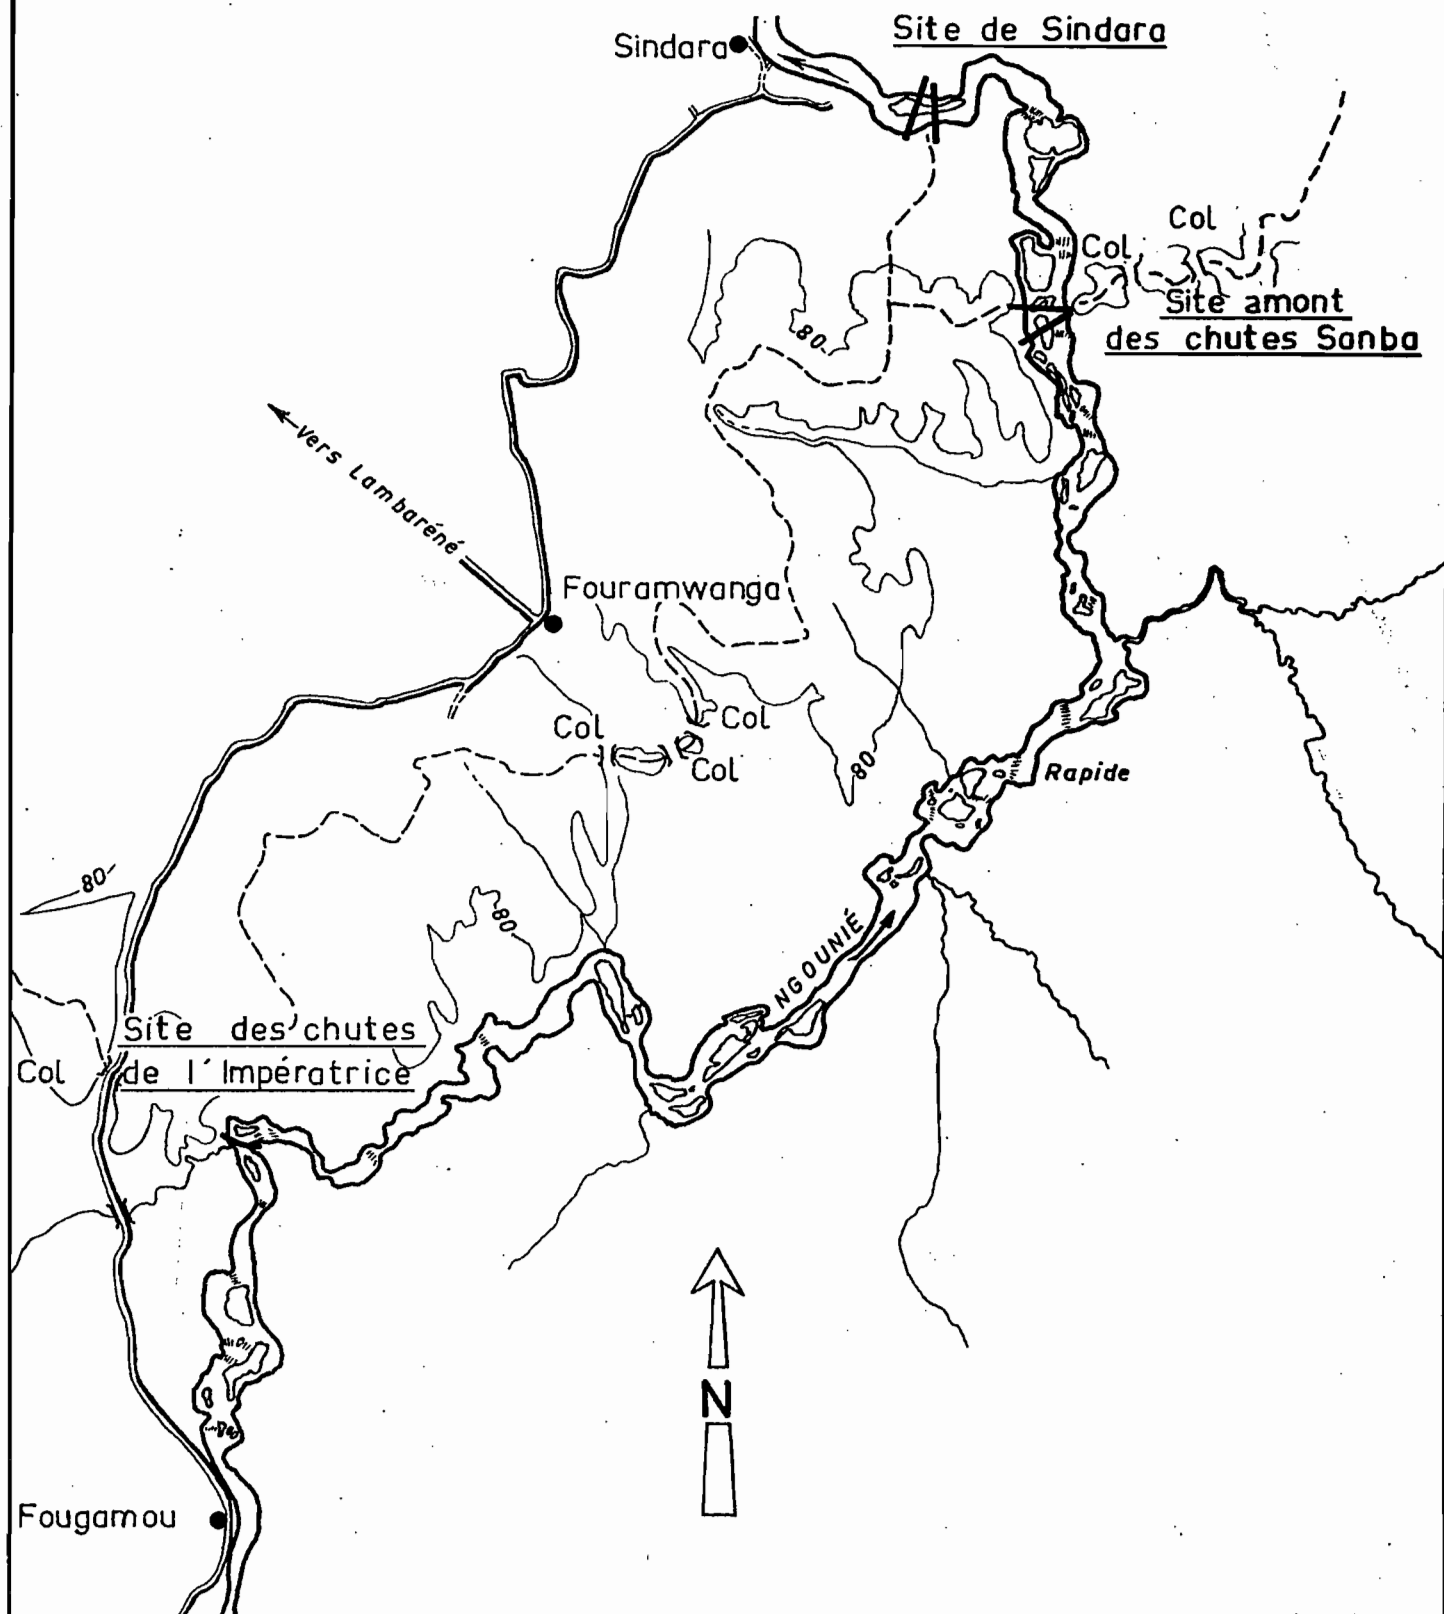 Site de Sindara
Sindara
Col
Col
Site amont
des chutes Sanba
80
vers Lambaréné
Fouramwanga
Col
Col
Col
80
Rapide
80
80
NGOUNIÉ
Site des chutes
de l'Impératrice
Col
N
Fougamou